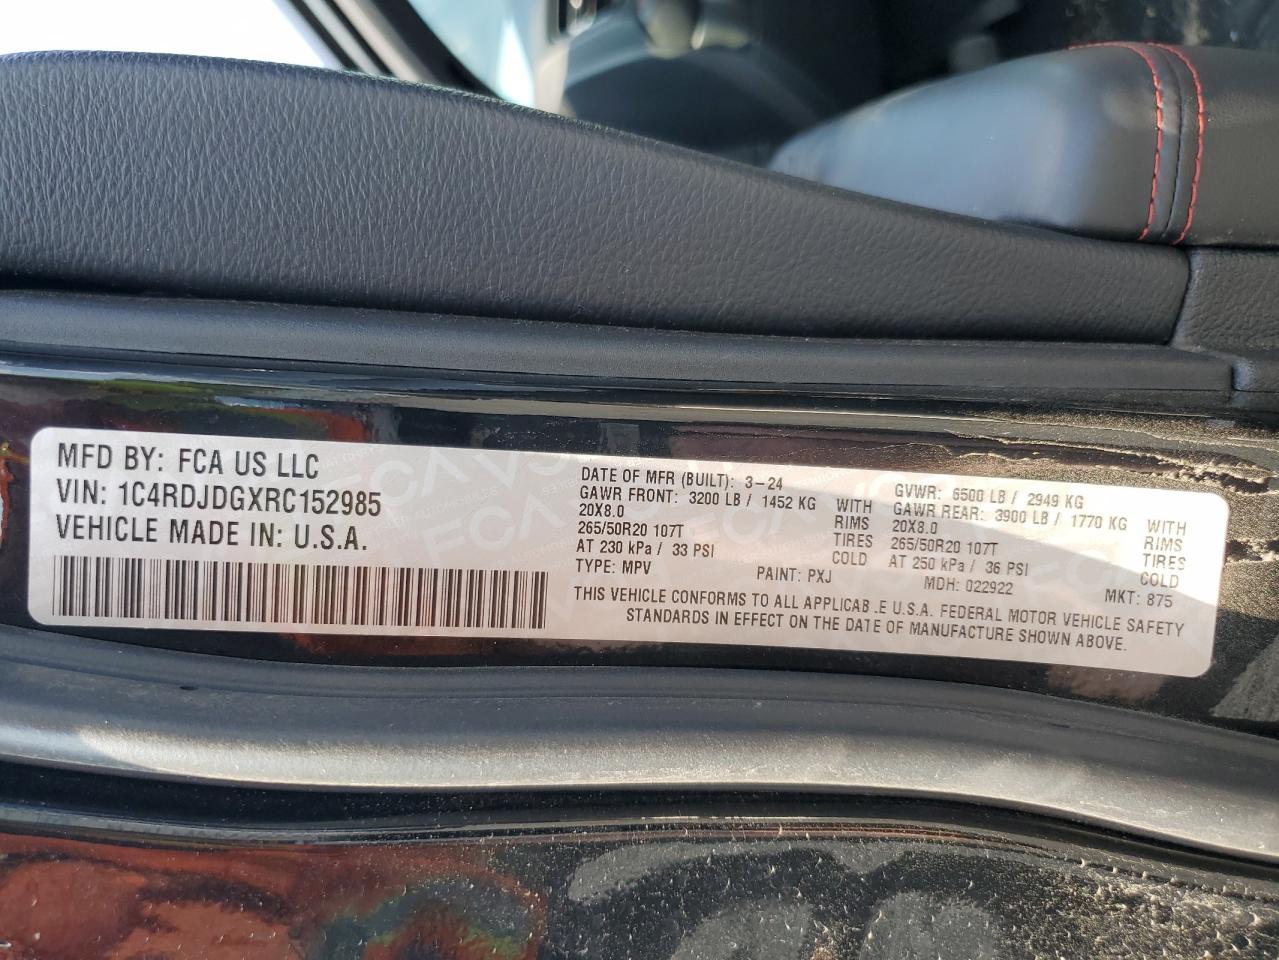 MFD BY: FCA US LLC
VIN: 1C4RDJDGXRC152985
VEHICLE MADE IN: U.S.A.
DATE OF MFR (BUILT): 3-24 GVWR: 6500 LB / 2949 KG
GAWR FRONT: 3200 LB / 1452 KG WITH GAWR REAR: 3900 LB / 1770 KG WITH
20X8.0 RIMS 20X8.0 RIMS
265/50R20 107T TIRES 265/50R20 107T TIRES
AT 230 kPa / 33 PSI COLD AT 250 kPa / 36 PSI COLD
TYPE: MPV PAINT: PXJ MDH: 022922 MKT: 875
THIS VEHICLE CONFORMS TO ALL APPLICABLE U.S.A. FEDERAL MOTOR VEHICLE SAFETY
STANDARDS IN EFFECT ON THE DATE OF MANUFACTURE SHOWN ABOVE.